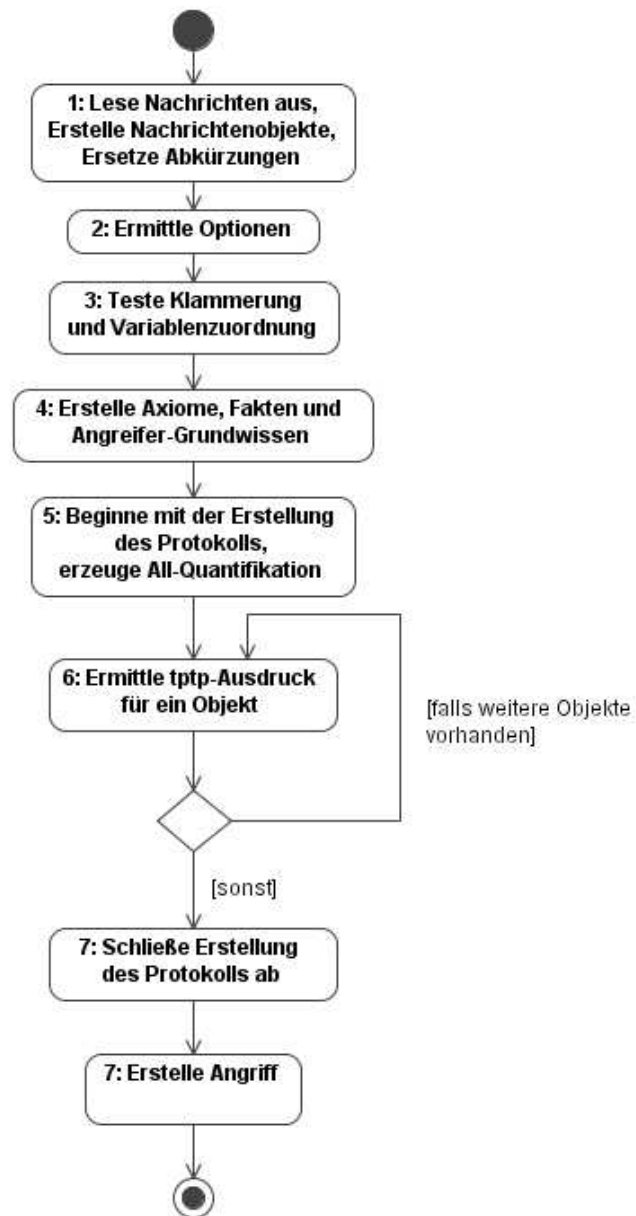 1: Lese Nachrichten aus,
Erstelle Nachrichtenobjekte,
Ersetze Abkürzungen
2: Ermittle Optionen
3: Teste Klammerung
und Variablenzuordnung
4: Erstelle Axiome, Fakten und
Angreifer-Grundwissen
5: Beginne mit der Erstellung
des Protokolls,
erzeuge All-Quantifikation
6: Ermittle tptp-Ausdruck
für ein Objekt
[falls weitere Objekte
vorhanden]
[sonst]
7: Schließe Erstellung
des Protokolls ab
7: Erstelle Angriff